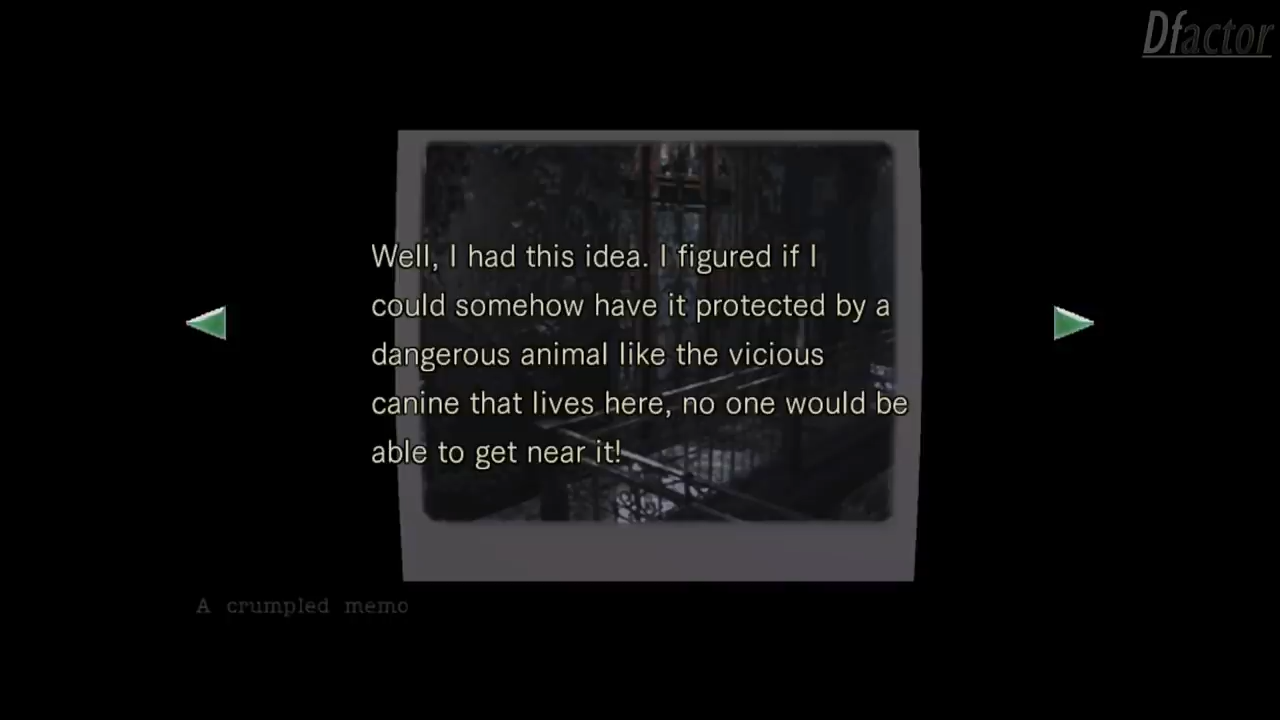 Dfactor
Well, I had this idea. I figured if I
could somehow have it protected by a
dangerous animal like the vicious
canine that lives here, no one would be
able to get near it!
A crumpled memo